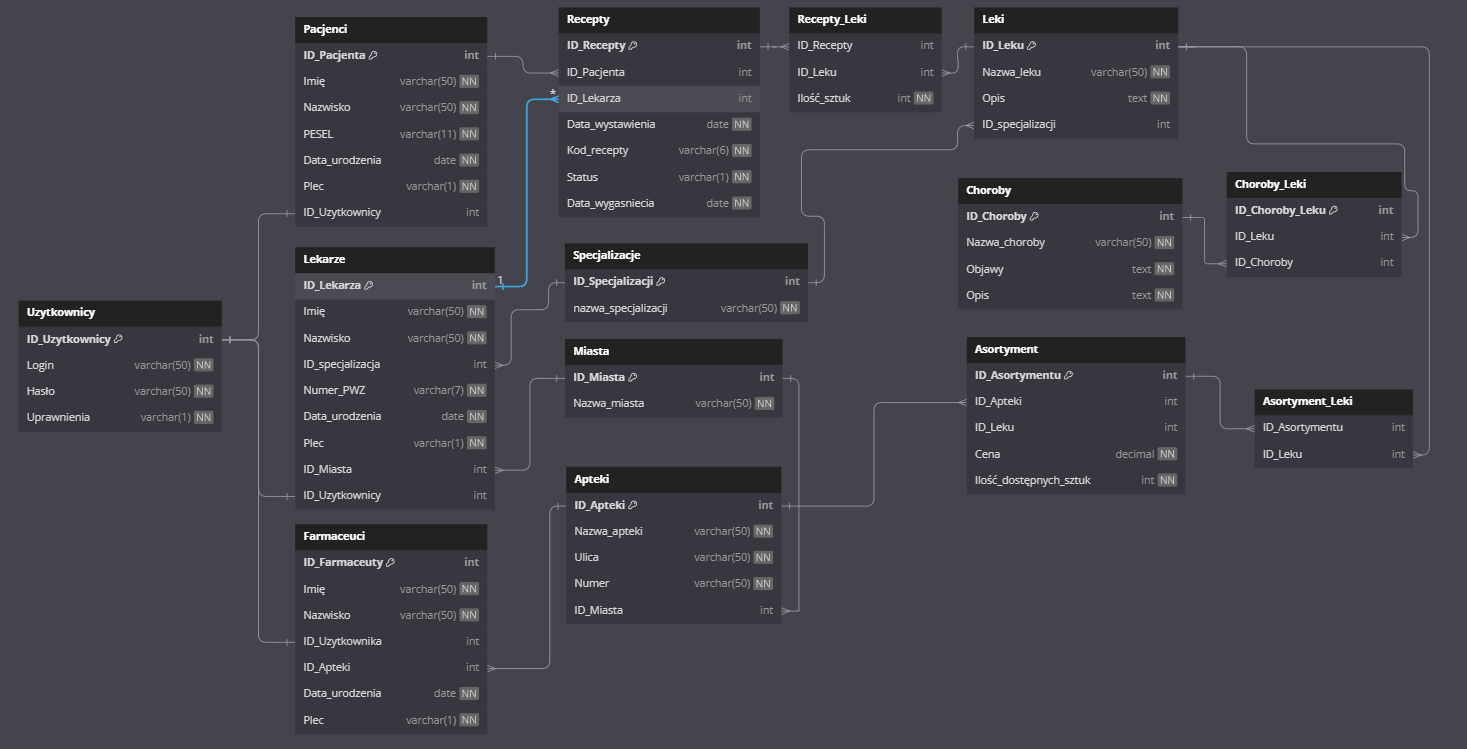 Pacjenci
ID_Pacjenta int
Imię varchar(50) NN
Nazwisko varchar(50) NN
PESEL varchar(11) NN
Data_urodzenia date NN
Plec varchar(1) NN
ID_Uzytkownicy int
Recepty
ID_Recepty int
ID_Pacjenta int
* ID_Lekarza int
Data_wystawienia date NN
Kod_recepty varchar(6) NN
Status varchar(1) NN
Data_wygasniecia date NN
Recepty_Leki
ID_Recepty int
ID_Leku int
Ilość_sztuk int NN
Leki
ID_Leku int
Nazwa_leku varchar(50) NN
Opis text NN
ID_specjalizacji int
Choroby
ID_Choroby int
Nazwa_choroby varchar(50) NN
Objawy text NN
Opis text NN
Choroby_Leki
ID_Choroby_Leku int
ID_Leku int
ID_Choroby int
Lekarze
ID_Lekarza int 1
Imię varchar(50) NN
Nazwisko varchar(50) NN
ID_specjalizacja int
Numer_PWZ varchar(7) NN
Data_urodzenia date NN
Plec varchar(1) NN
ID_Miasta int
ID_Uzytkownicy int
Specjalizacje
ID_Specjalizacji int
nazwa_specjalizacji varchar(50) NN
Uzytkownicy
ID_Uzytkownicy int
Login varchar(50) NN
Hasło varchar(50) NN
Uprawnienia varchar(1) NN
Miasta
ID_Miasta int
Nazwa_miasta varchar(50) NN
Asortyment
ID_Asortymentu int
ID_Apteki int
ID_Leku int
Cena decimal NN
Ilość_dostępnych_sztuk int NN
Asortyment_Leki
ID_Asortymentu int
ID_Leku int
Apteki
ID_Apteki int
Nazwa_apteki varchar(50) NN
Ulica varchar(50) NN
Numer varchar(50) NN
ID_Miasta int
Farmaceuci
ID_Farmaceuty int
Imię varchar(50) NN
Nazwisko varchar(50) NN
ID_Uzytkownika int
ID_Apteki int
Data_urodzenia date NN
Plec varchar(1) NN